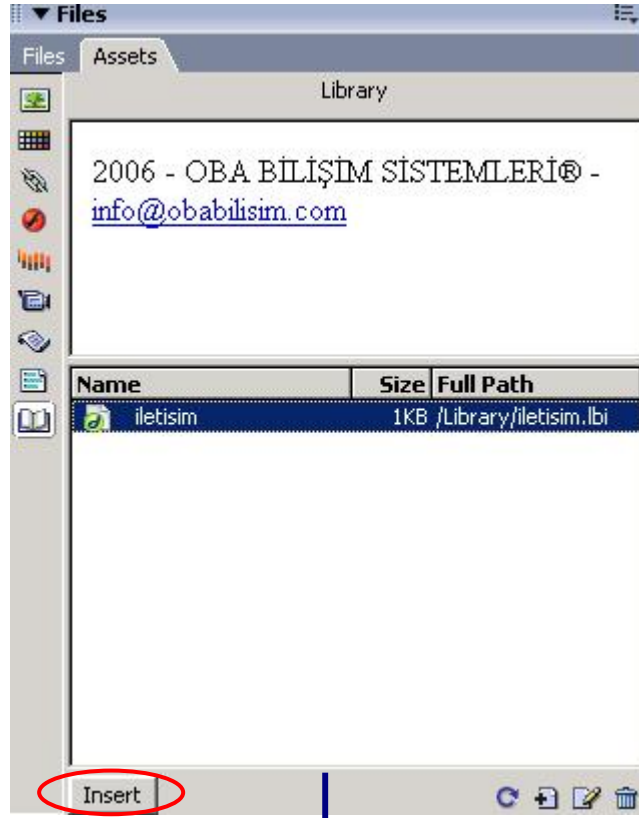 Files
Files Assets
Library
2006 - OBA BİLİŞİM SİSTEMLERİ® -
info@obabilisim.com
Name Size Full Path
iletisim 1KB /Library/iletisim.lbi
Insert